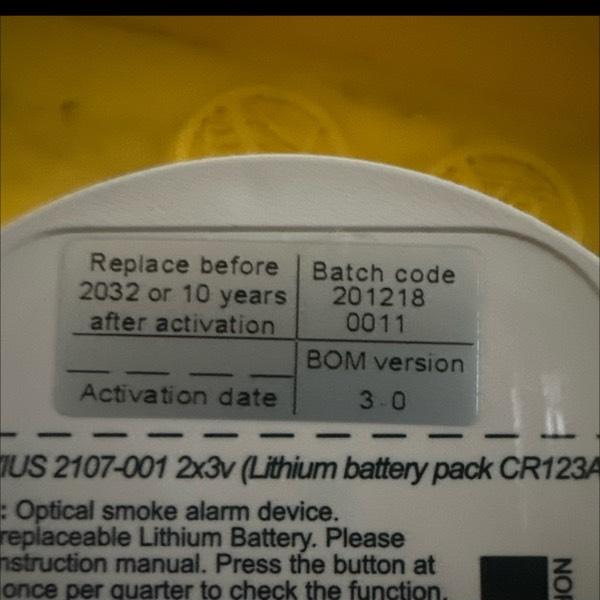 Replace before
2032 or 10 years
after activation
Activation date
Batch code
201218
0011
BOM version
3.0
2107-001 2x3v (Lithium battery pack CR123A
: Optical smoke alarm device.
replaceable Lithium Battery. Please
instruction manual. Press the button at
once per quarter to check the function.